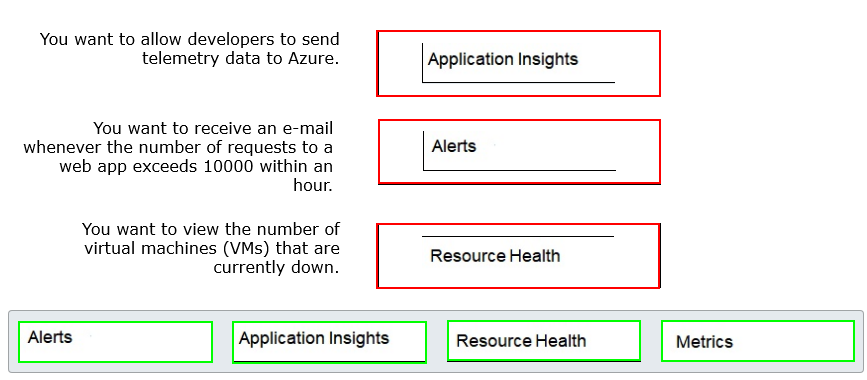 You want to allow developers to send
telemetry data to Azure.
Application Insights
You want to receive an e-mail
whenever the number of requests to a
web app exceeds 10000 within an
hour.
Alerts
You want to view the number of
virtual machines (VMs) that are
currently down.
Resource Health
Alerts
Application Insights
Resource Health
Metrics